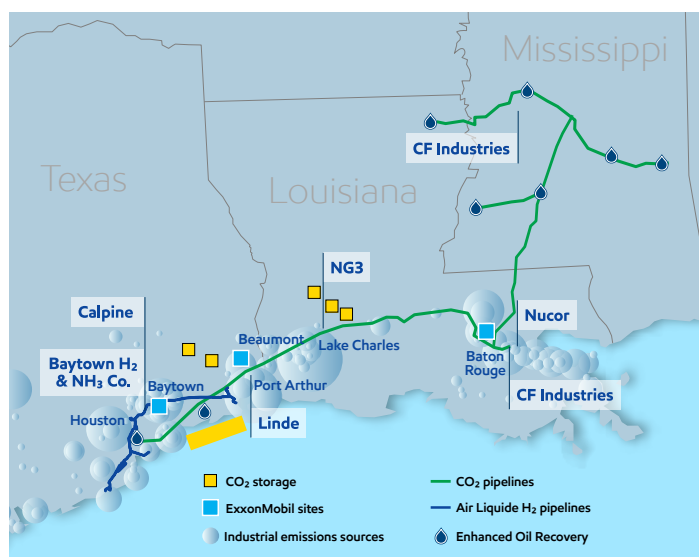 Mississippi
CF Industries
Texas
Louisiana
NG3
Calpine
Nucor
Beaumont
Lake Charles
Baytown H₂
& NH₃ Co.
Baton
Rouge
Baytown
Port Arthur
CF Industries
Houston
Linde
CO₂ storage
CO₂ pipelines
ExxonMobil sites
Air Liquide H₂ pipelines
Industrial emissions sources
Enhanced Oil Recovery